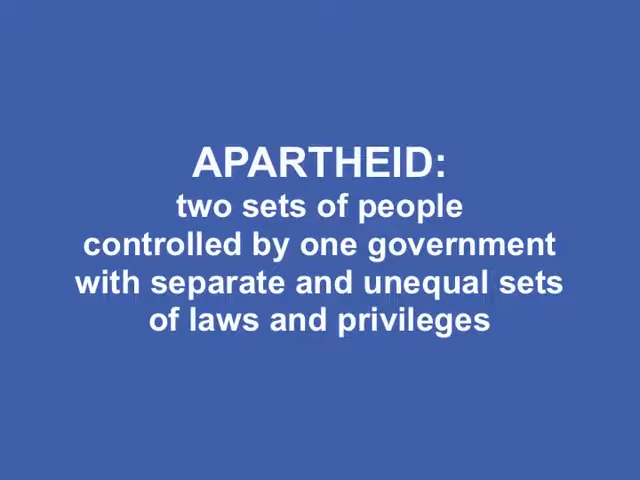 APARTHEID:
two sets of people
controlled by one government
with separate and unequal sets
of laws and privileges